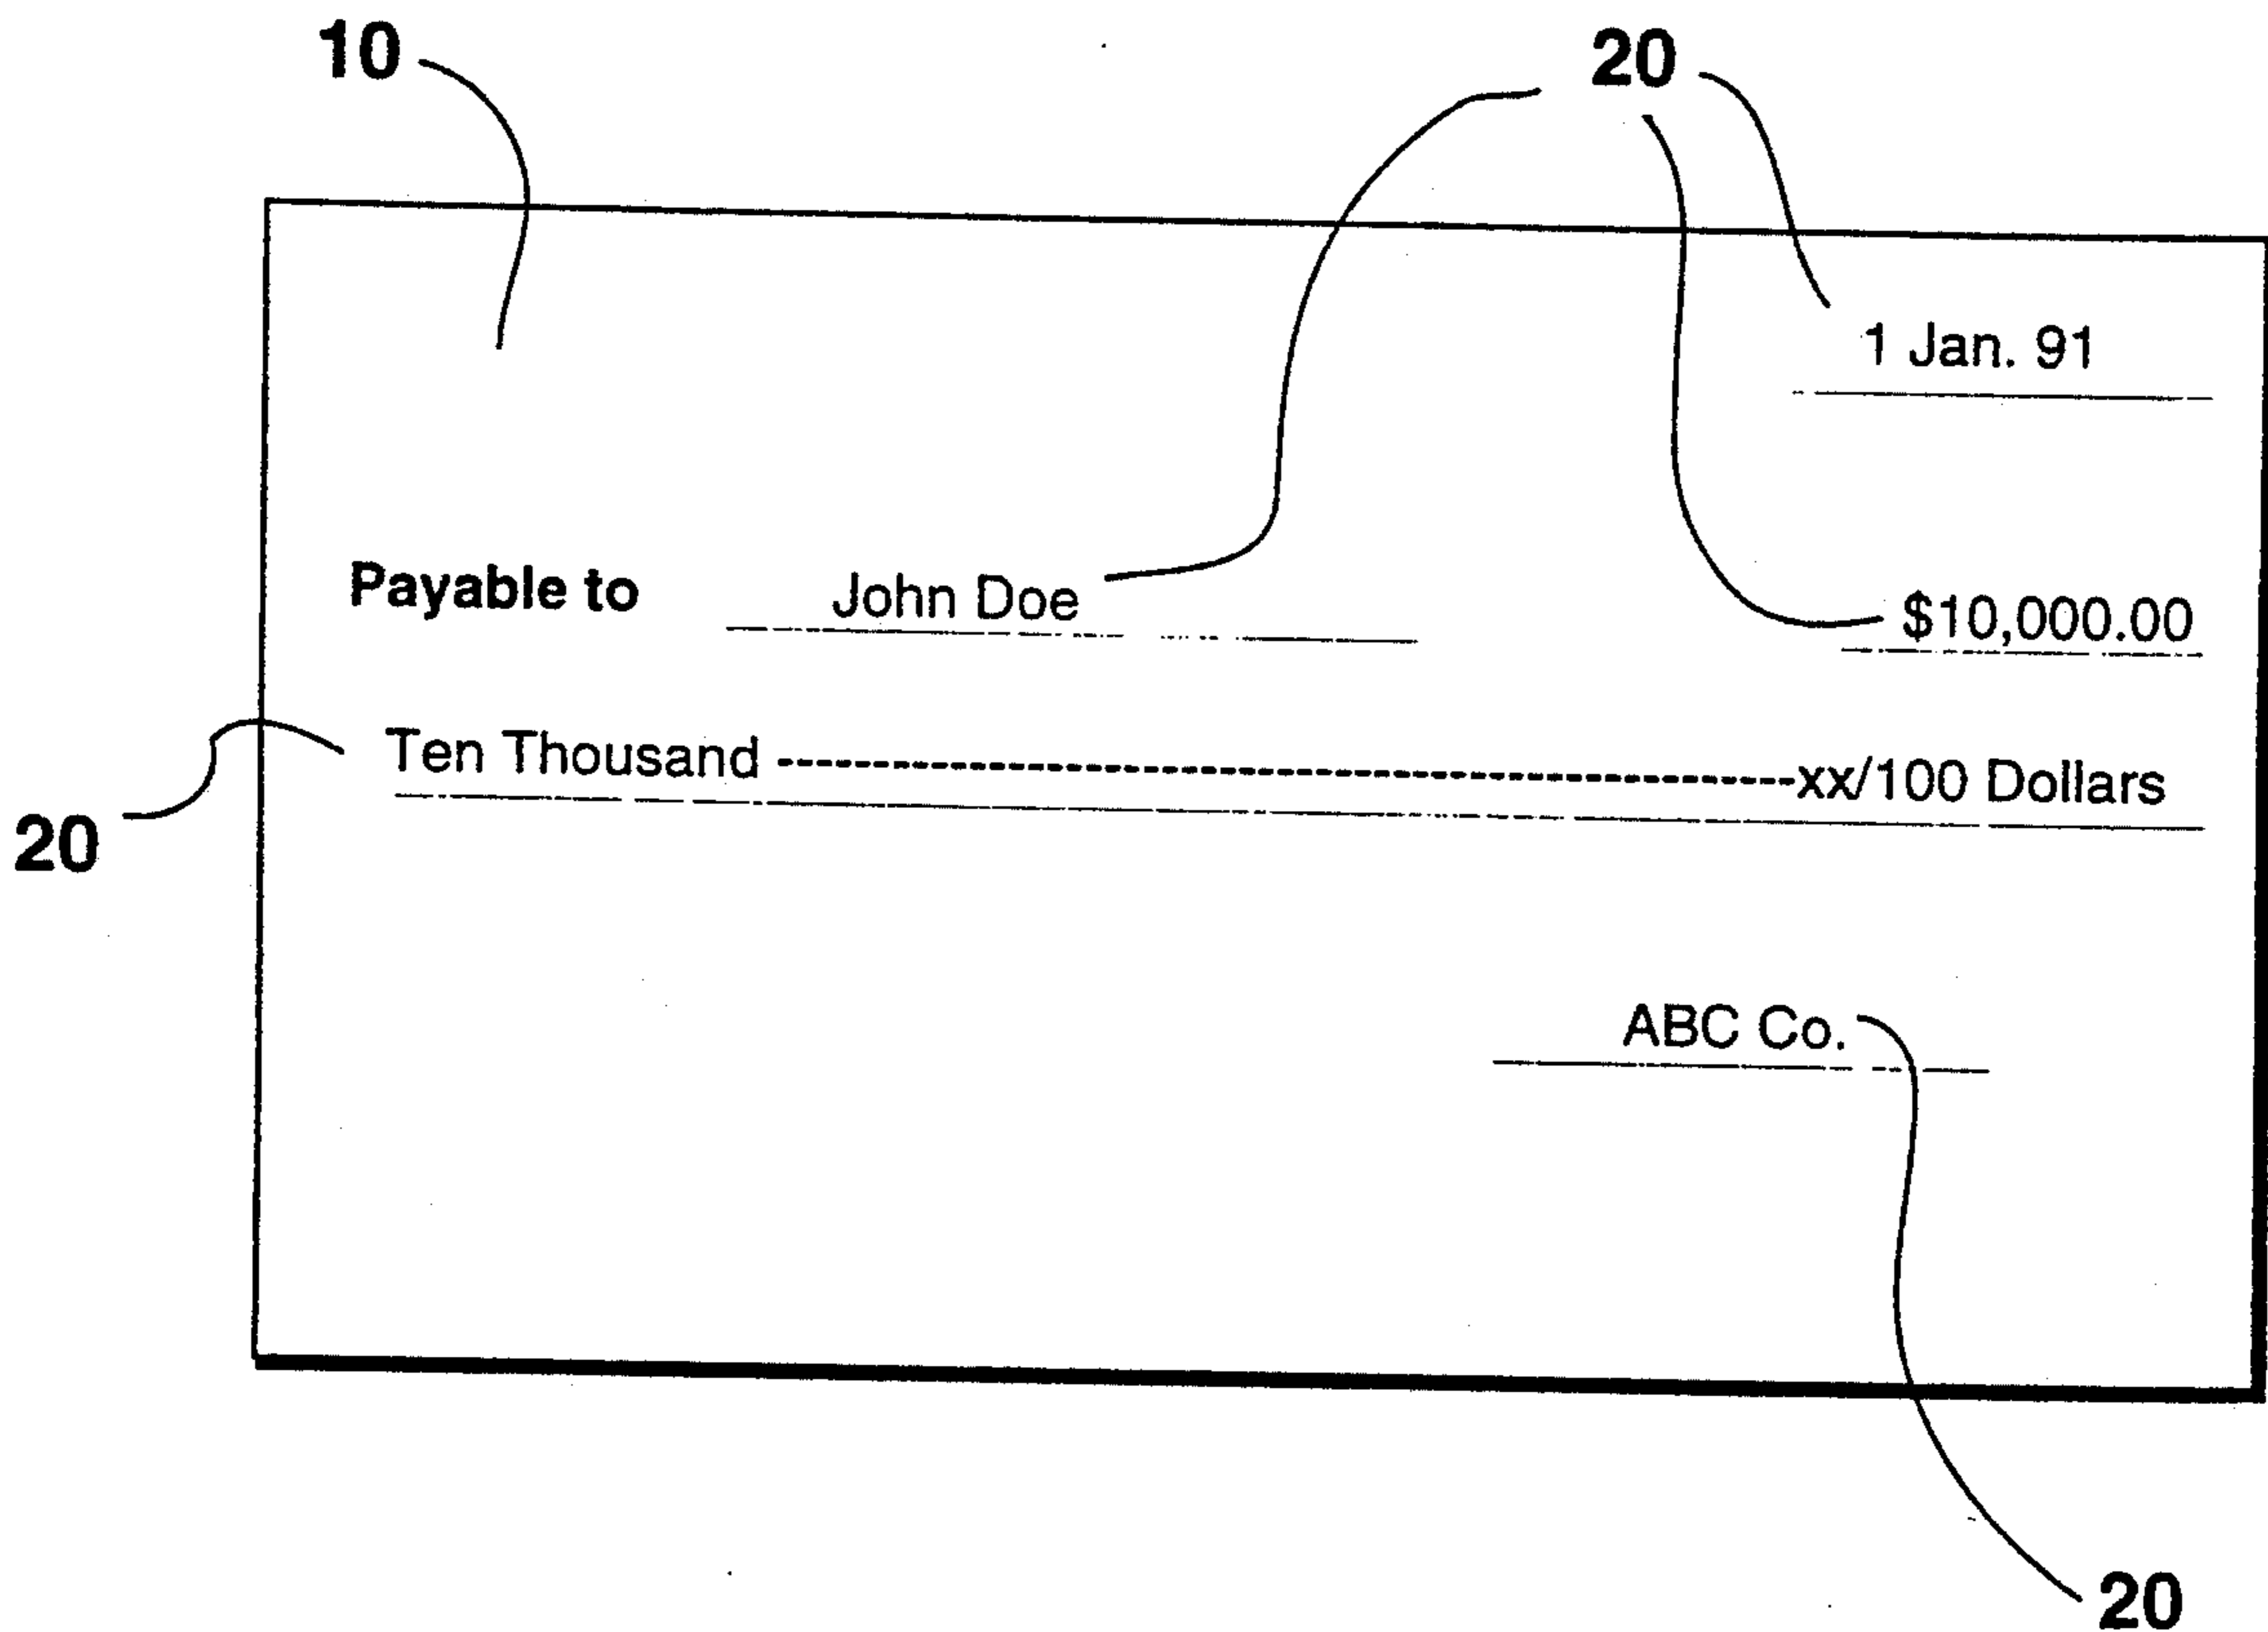 10 20
1 Jan. 91
Payable to John Doe $10,000.00
Ten Thousand ----------------------------------------------------xx/100 Dollars
20
ABC Co.
20